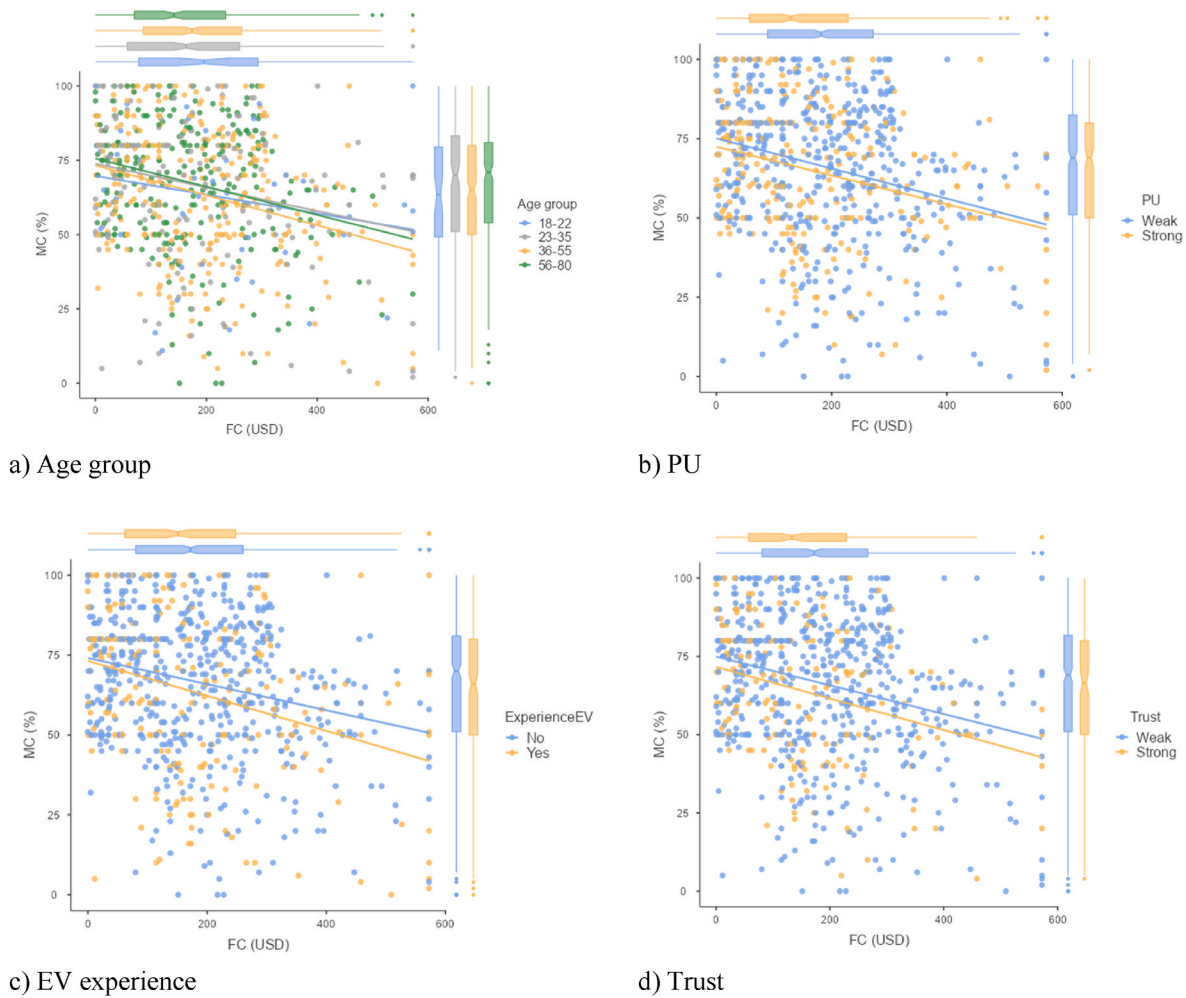 100
75
50
25
0
MC (%)
0
200
400
600
FC (USD)
Age group
18-22
23-35
36-55
56-80
a) Age group
100
75
50
25
0
MC (%)
0
200
400
600
FC (USD)
PU
Weak
Strong
b) PU
100
75
50
25
0
MC (%)
0
200
400
600
FC (USD)
ExperienceEV
No
Yes
c) EV experience
100
75
50
25
0
MC (%)
0
200
400
600
FC (USD)
Trust
Weak
Strong
d) Trust